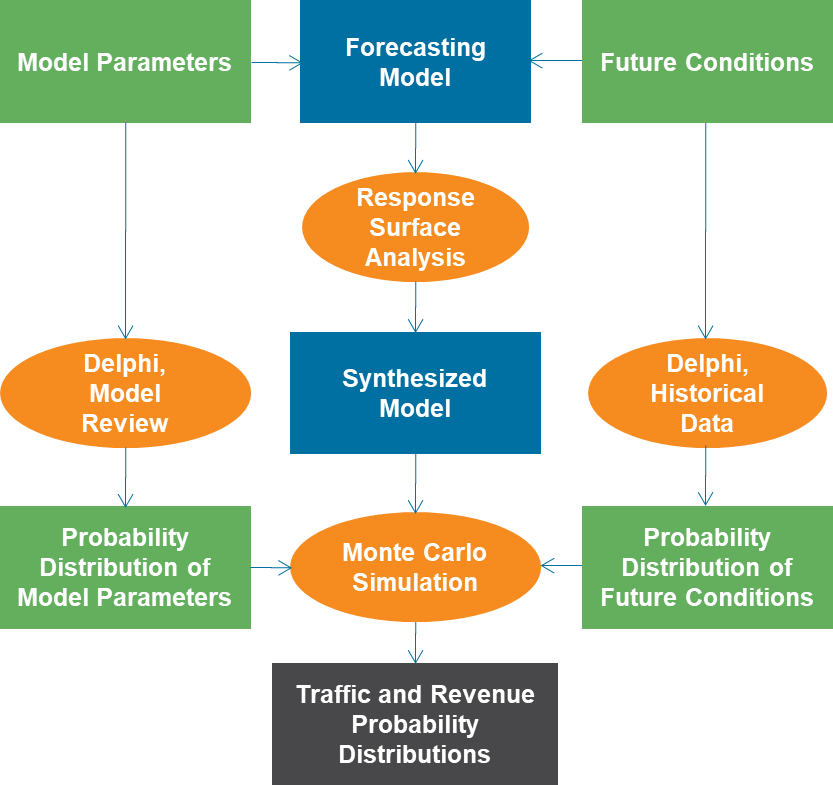 Model Parameters
Forecasting
Model
Future Conditions
Response
Surface
Analysis
Delphi,
Model
Review
Synthesized
Model
Delphi,
Historical
Data
Probability
Distribution of
Model Parameters
Monte Carlo
Simulation
Probability
Distribution of
Future Conditions
Traffic and Revenue
Probability
Distributions